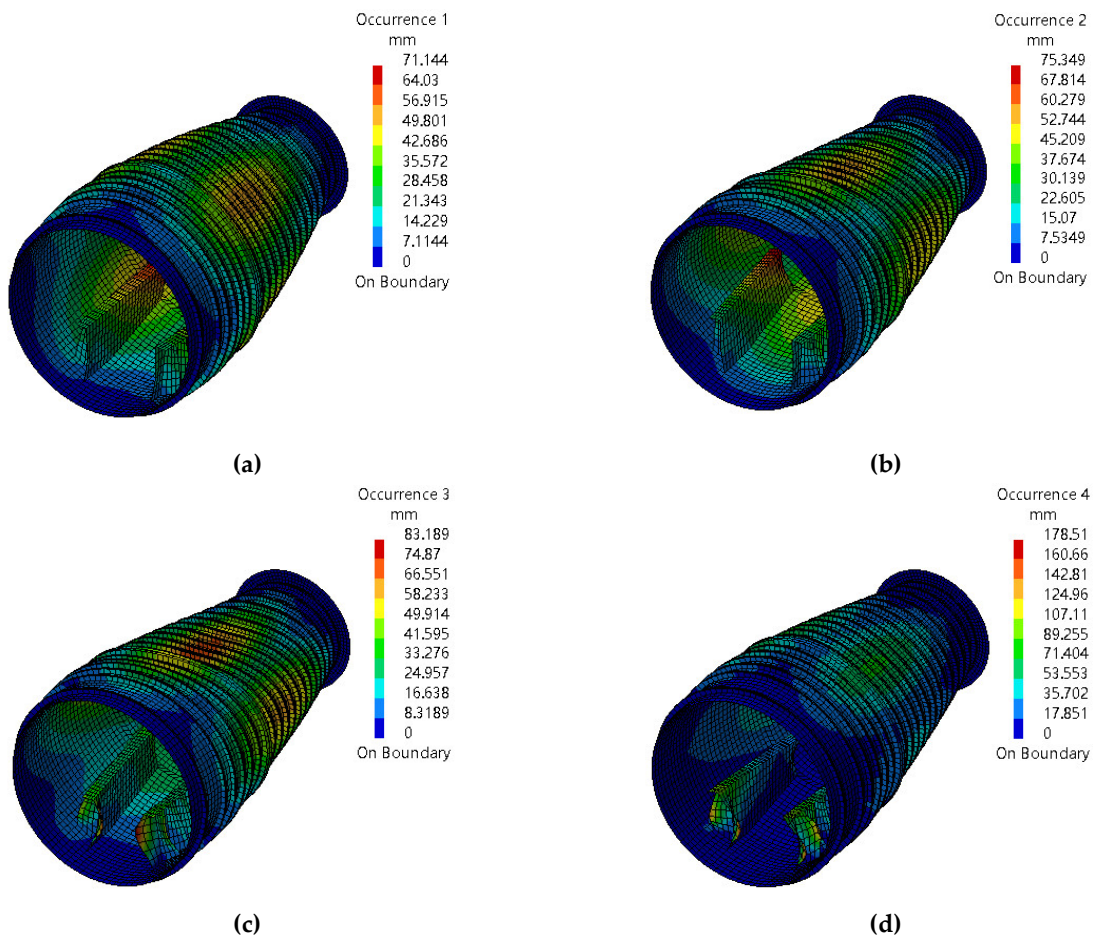 Occurrence 1
mm
71.144
64.03
56.915
49.801
42.686
35.572
28.458
21.343
14.229
7.1144
0
On Boundary
(a)
Occurrence 2
mm
75.349
67.814
60.279
52.744
45.209
37.674
30.139
22.605
15.07
7.5349
0
On Boundary
(b)
Occurrence 3
mm
83.189
74.87
66.551
58.233
49.914
41.595
33.276
24.957
16.638
8.3189
0
On Boundary
(c)
Occurrence 4
mm
178.51
160.66
142.81
124.96
107.11
89.255
71.404
53.553
35.702
17.851
0
On Boundary
(d)